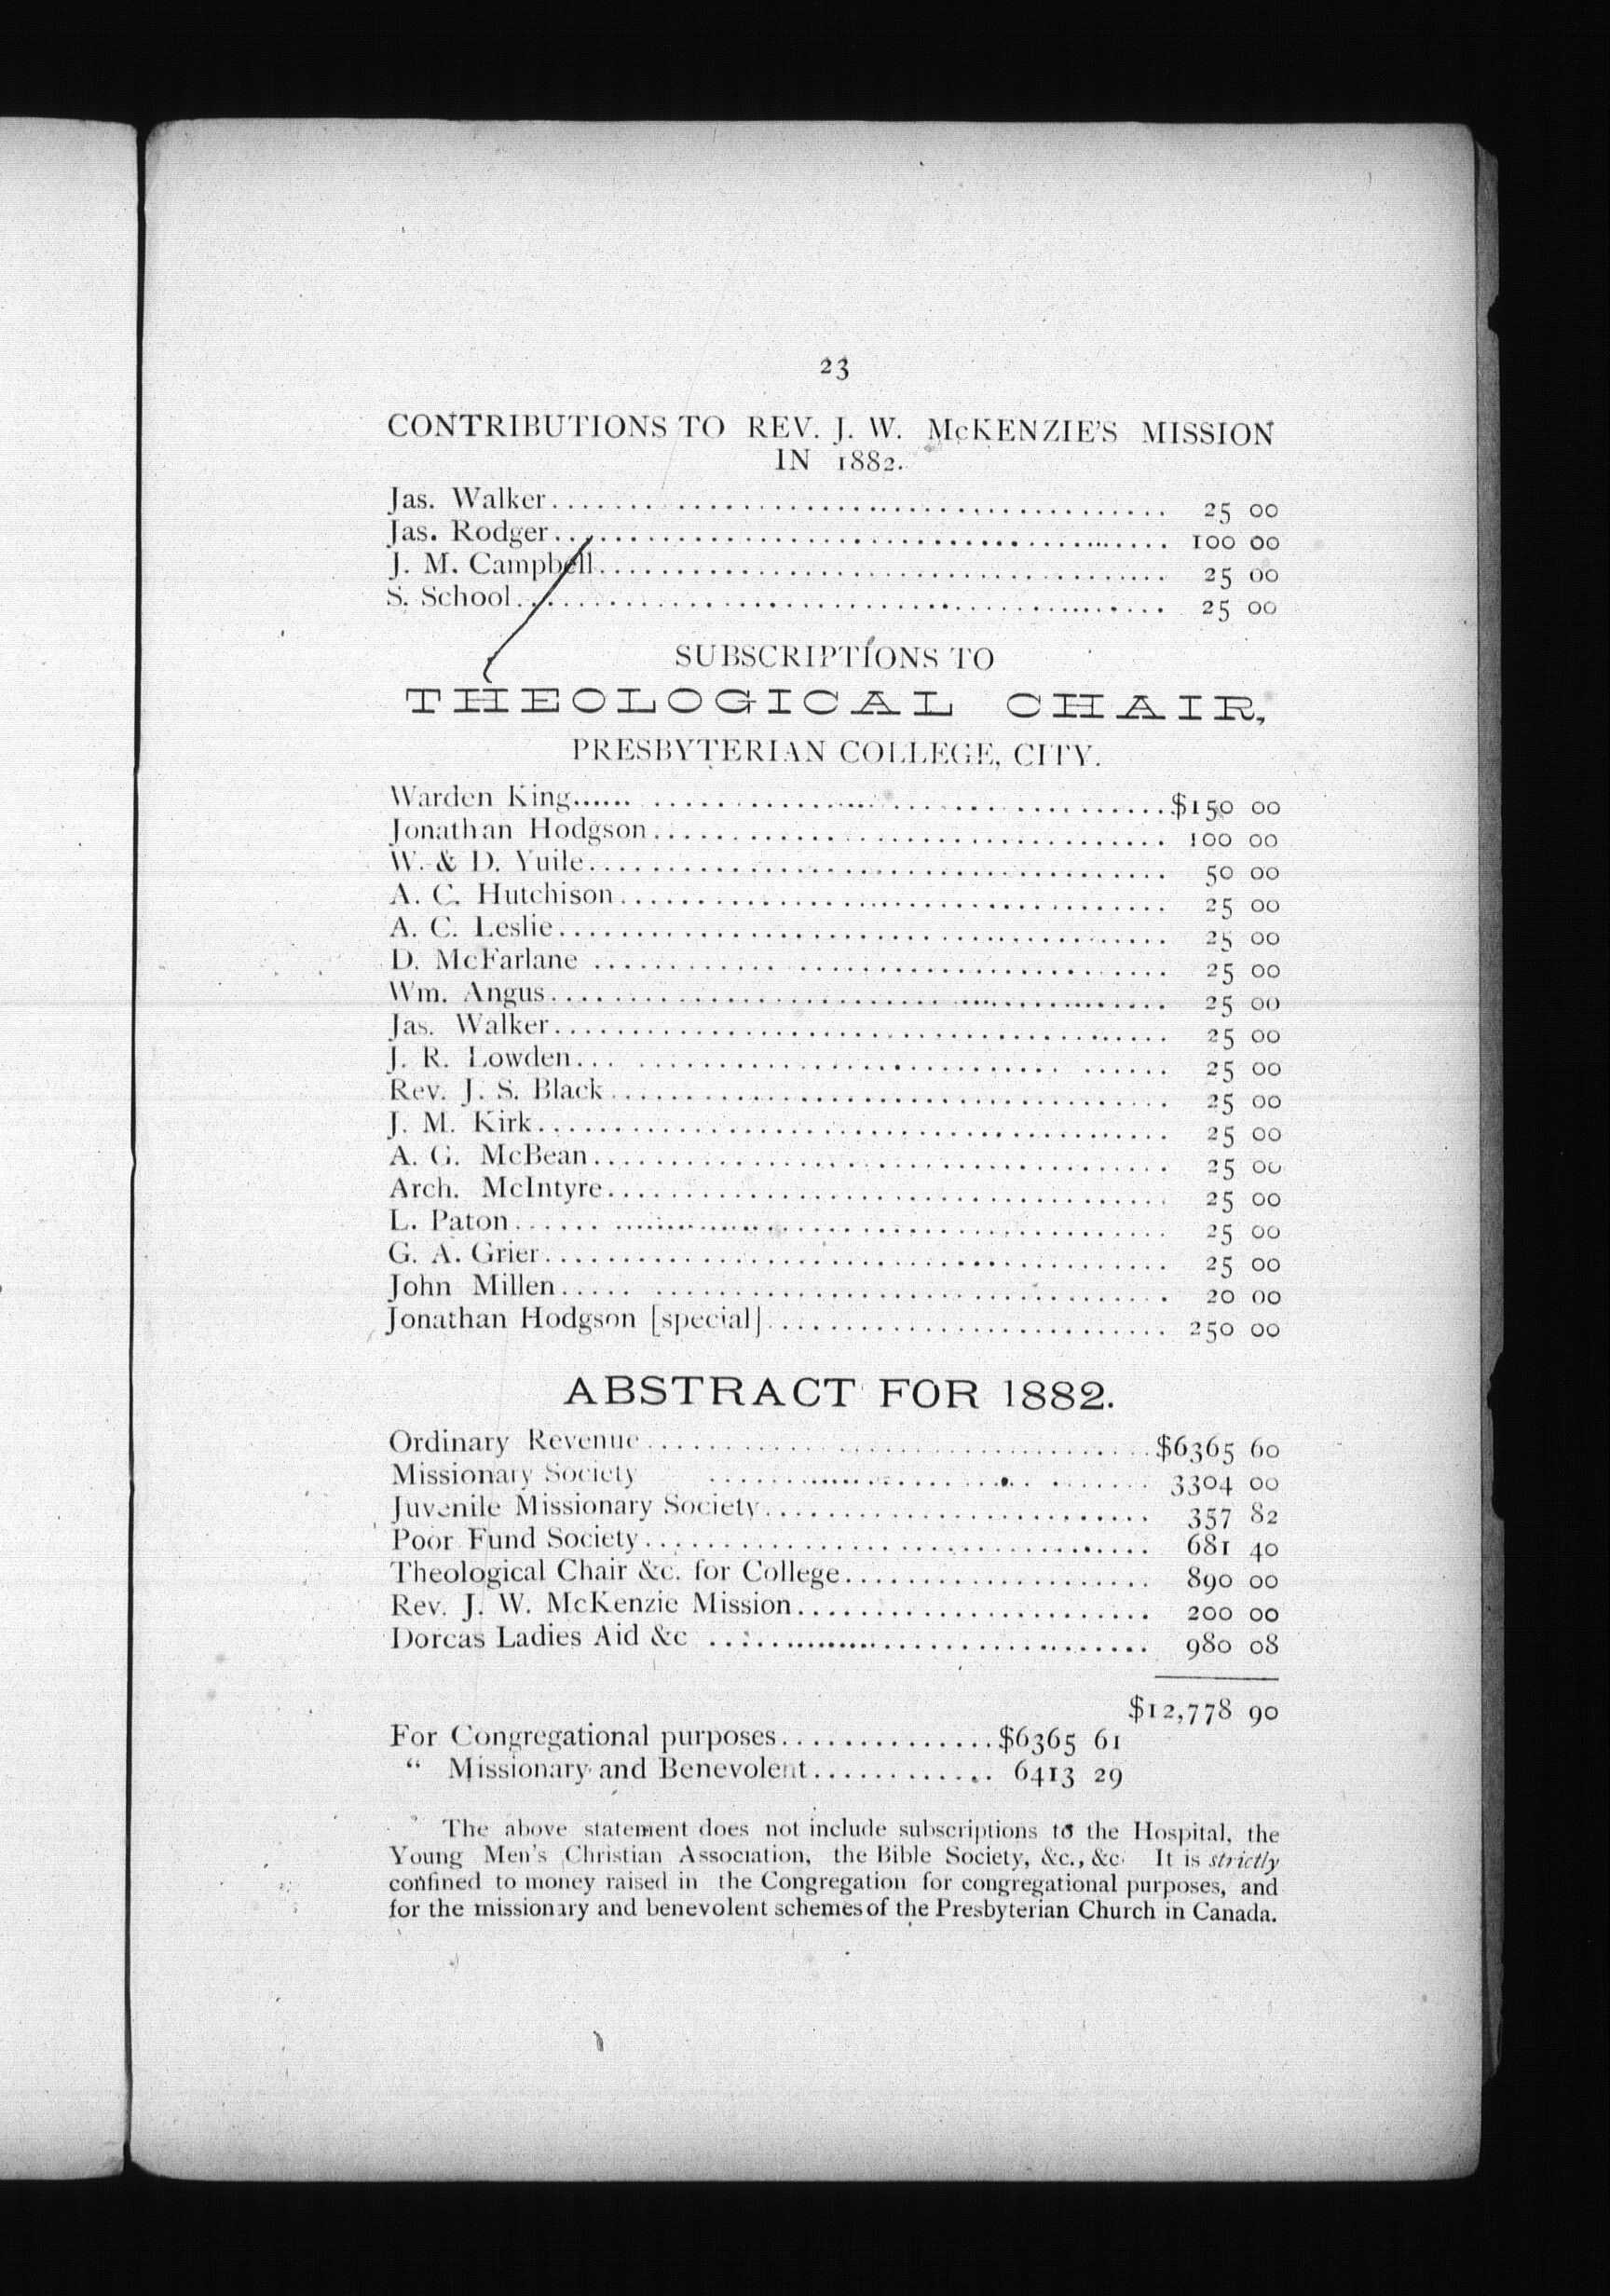 23
CONTRIBUTIONS TO REV. J. W. McKENZIE'S MISSION
IN 1882.
Jas. Walker........................................ 25 00
Jas. Rodger........................................ 100 00
J. M. Campbell..................................... 25 00
S. School.......................................... 25 00
SUBSCRIPTIONS TO
THEOLOGICAL CHAIR,
PRESBYTERIAN COLLEGE, CITY.
Warden King...... .................................$150 00
Jonathan Hodgson................................... 100 00
W. & D. Yuile...................................... 50 00
A. C. Hutchison.................................... 25 00
A. C. Leslie....................................... 25 00
D. McFarlane ...................................... 25 00
Wm. Angus.......................................... 25 00
Jas. Walker........................................ 25 00
J. R. Lowden... ................................... 25 00
Rev. J. S. Black................................... 25 00
J. M. Kirk......................................... 25 00
A. G. McBean....................................... 25 00
Arch. McIntyre..................................... 25 00
L. Paton...... .................................... 25 00
G. A. Grier........................................ 25 00
John Millen..... .................................. 20 00
Jonathan Hodgson [special]......................... 250 00
ABSTRACT FOR 1882.
Ordinary Revenue.................................$6365 60
Missionary Society ............................. 3304 00
Juvenile Missionary Society......................... 357 82
Poor Fund Society................................. 681 40
Theological Chair &c. for College.................... 890 00
Rev. J. W. McKenzie Mission....................... 200 00
Dorcas Ladies Aid &c ............................. 980 08
$12,778 90
For Congregational purposes..............$6365 61
“ Missionary and Benevolent............ 6413 29
The above statement does not include subscriptions to the Hospital, the
Young Men's Christian Association, the Bible Society, &c., &c. It is strictly
confined to money raised in the Congregation for congregational purposes, and
for the missionary and benevolent schemes of the Presbyterian Church in Canada.